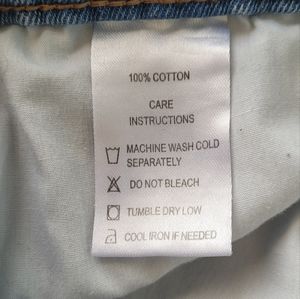 100% COTTON
CARE
INSTRUCTIONS
MACHINE WASH COLD
SEPARATELY
DO NOT BLEACH
TUMBLE DRY LOW
COOL IRON IF NEEDED